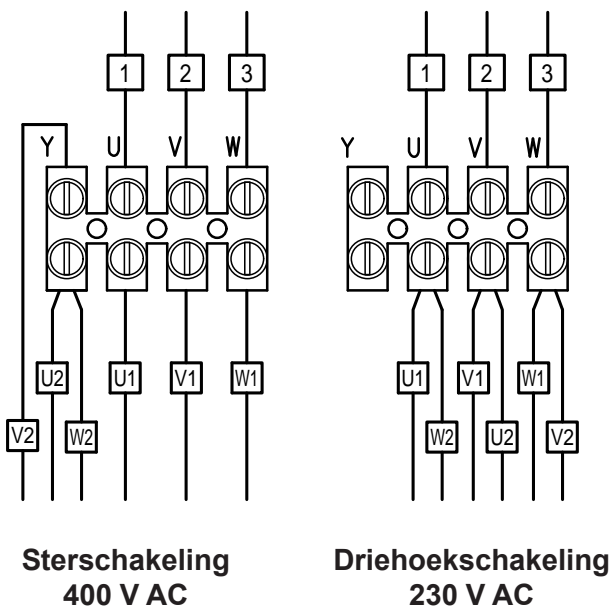 1 2 3
Y U V W
U2 U1 V1 W1
V2 W2
Sterschakeling
400 V AC
1 2 3
Y U V W
U1 V1 W1
W2 U2 V2
Driehoekschakeling
230 V AC